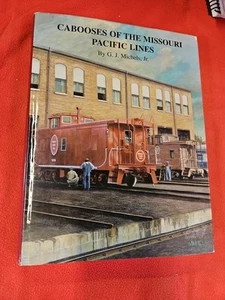 CABOOSES OF THE MISSOURI
PACIFIC LINES
By G. J. Michels, Jr.